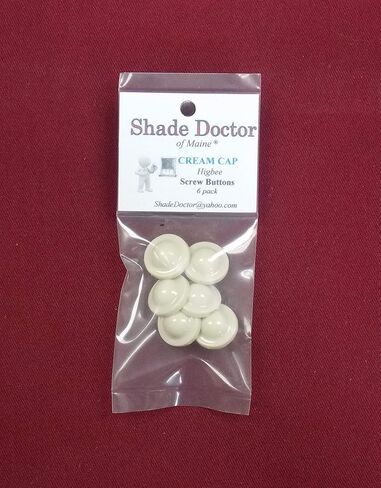 Shade Doctor
of Maine®
CREAM CAP
Higbee
Screw Buttons
6 pack
ShadeDoctor@yahoo.com